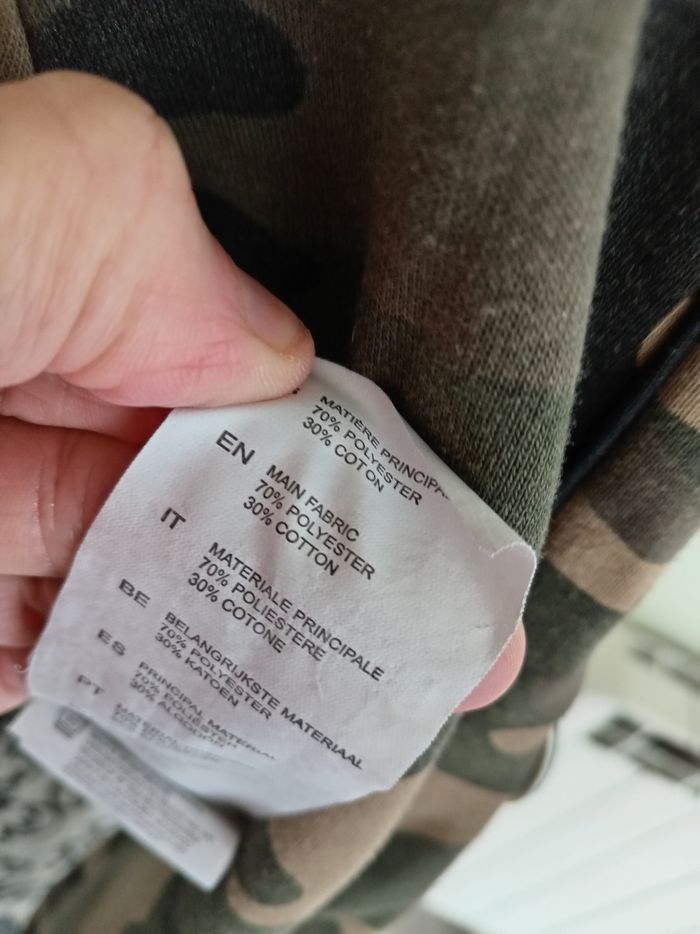 MATIÈRE PRINCIPA
70% POLYESTER
30% COTON
EN
MAIN FABRIC
70% POLYESTER
30% COTTON
IT
MATERIALE PRINCIPALE
70% POLIESTERE
30% COTONE
BE
BELANGRIJKSTE MATERIAAL
70% POLYESTER
30% KATOEN
ES
PRINCIPAL MATERIAL
70% POLIÉSTER
30% ALGODÓN
PT
MATERIAL